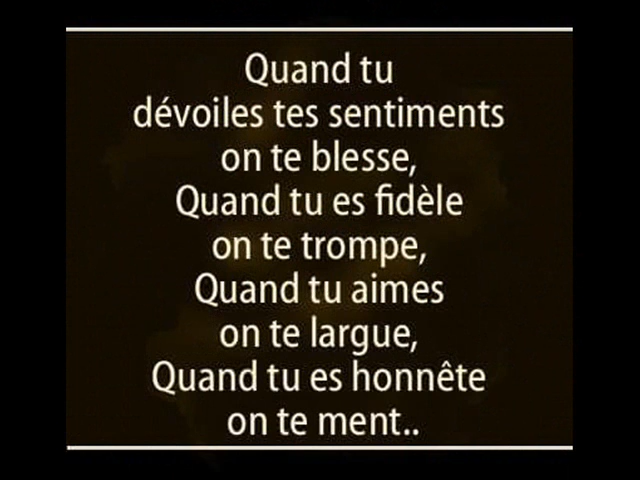 Quand tu
dévoiles tes sentiments
on te blesse,
Quand tu es fidèle
on te trompe,
Quand tu aimes
on te largue,
Quand tu es honnête
on te ment..